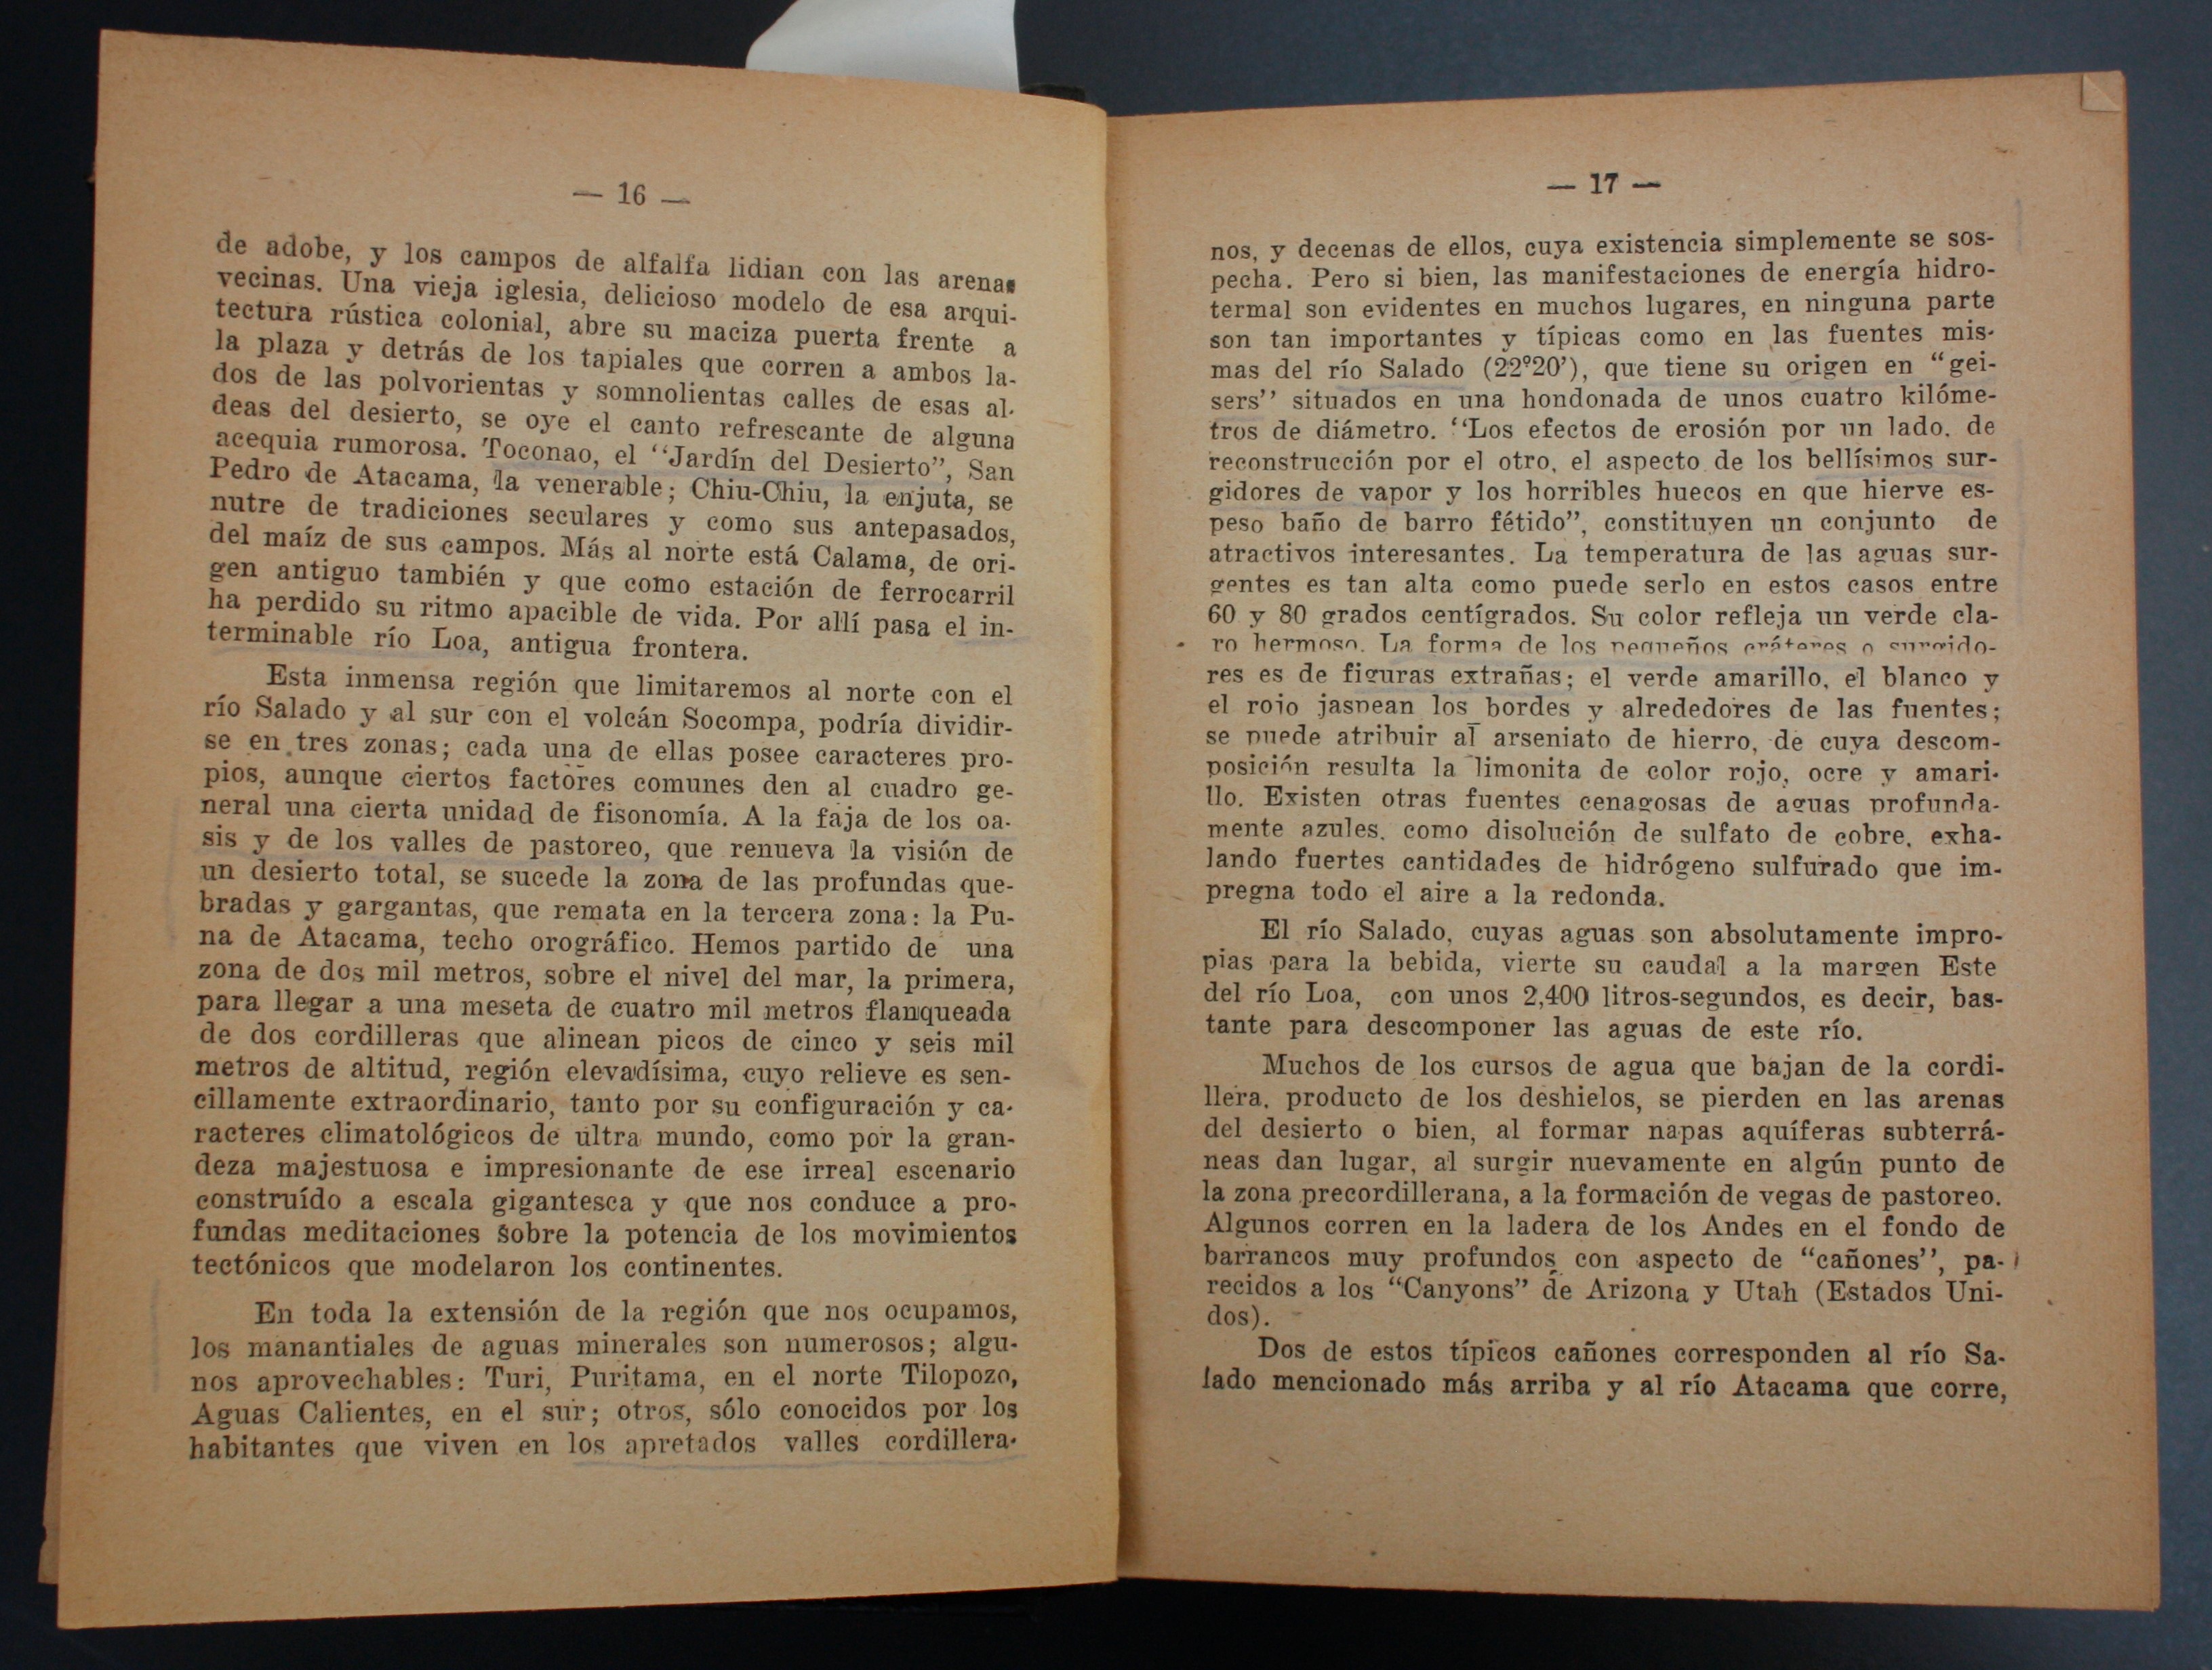 — 16 —
de adobe, y los campos de alfalfa lidian con las arenas
vecinas. Una vieja iglesia, delicioso modelo de esa arqui-
tectura rústica colonial, abre su maciza puerta frente a
la plaza y detrás de los tapiales que corren a ambos la-
dos de las polvorientas y somnolientas calles de esas al-
deas del desierto, se oye el canto refrescante de alguna
acequia rumorosa. Toconao, el "Jardín del Desierto", San
Pedro de Atacama, la venerable; Chiu-Chiu, la enjuta, se
nutre de tradiciones seculares y como sus antepasados,
del maíz de sus campos. Más al norte está Calama, de ori-
gen antiguo también y que como estación de ferrocarril
ha perdido su ritmo apacible de vida. Por allí pasa el in-
terminable río Loa, antigua frontera.
Esta inmensa región que limitaremos al norte con el
río Salado y al sur con el volcán Socompa, podría dividir-
se en tres zonas; cada una de ellas posee caracteres pro-
pios, aunque ciertos factores comunes den al cuadro ge-
neral una cierta unidad de fisonomía. A la faja de los oa-
sis y de los valles de pastoreo, que renueva la visión de
un desierto total, se sucede la zona de las profundas que-
bradas y gargantas, que remata en la tercera zona: la Pu-
na de Atacama, techo orográfico. Hemos partido de una
zona de dos mil metros, sobre el nivel del mar, la primera,
para llegar a una meseta de cuatro mil metros flanqueada
de dos cordilleras que alinean picos de cinco y seis mil
metros de altitud, región elevadísima, cuyo relieve es sen-
cillamente extraordinario, tanto por su configuración y ca-
racteres climatológicos de ultra mundo, como por la gran-
deza majestuosa e impresionante de ese irreal escenario
construído a escala gigantesca y que nos conduce a pro-
fundas meditaciones sobre la potencia de los movimientos
tectónicos que modelaron los continentes.
En toda la extensión de la región que nos ocupamos,
los manantiales de aguas minerales son numerosos; algu-
nos aprovechables: Turi, Puritama, en el norte Tilopozo,
Aguas Calientes, en el sur; otros, sólo conocidos por los
habitantes que viven en los apretados valles cordillera-
— 17 —
nos, y decenas de ellos, cuya existencia simplemente se sos-
pecha. Pero si bien, las manifestaciones de energía hidro-
termal son evidentes en muchos lugares, en ninguna parte
son tan importantes y típicas como en las fuentes mis-
mas del río Salado (22º20'), que tiene su origen en "gei-
sers'' situados en una hondonada de unos cuatro kilóme-
tros de diámetro. "Los efectos de erosión por un lado, de
reconstrucción por el otro, el aspecto de los bellísimos sur-
gidores de vapor y los horribles huecos en que hierve es-
peso baño de barro fétido", constituyen un conjunto de
atractivos interesantes. La temperatura de las aguas sur-
gentes es tan alta como puede serlo en estos casos entre
60 y 80 grados centígrados. Su color refleja un verde cla-
ro hermoso. La forma de los pequeños cráteres o surgido-
res es de figuras extrañas; el verde amarillo, el blanco y
el rojo jaspean los bordes y alrededores de las fuentes;
se puede atribuir al arseniato de hierro, de cuya descom-
posición resulta la limonita de color rojo, ocre y amari-
llo. Existen otras fuentes cenagosas de aguas profunda-
mente azules, como disolución de sulfato de cobre, exha-
lando fuertes cantidades de hidrógeno sulfurado que im-
pregna todo el aire a la redonda.
El río Salado, cuyas aguas son absolutamente impro-
pias para la bebida, vierte su caudal a la margen Este
del río Loa, con unos 2,400 litros-segundos, es decir, bas-
tante para descomponer las aguas de este río.
Muchos de los cursos de agua que bajan de la cordi-
llera, producto de los deshielos, se pierden en las arenas
del desierto o bien, al formar napas aquíferas subterrá-
neas dan lugar, al surgir nuevamente en algún punto de
la zona precordillerana, a la formación de vegas de pastoreo.
Algunos corren en la ladera de los Andes en el fondo de
barrancos muy profundos con aspecto de "cañones'', pa-
recidos a los "Canyons" de Arizona y Utah (Estados Uni-
dos).
Dos de estos típicos cañones corresponden al río Sa-
lado mencionado más arriba y al río Atacama que corre,